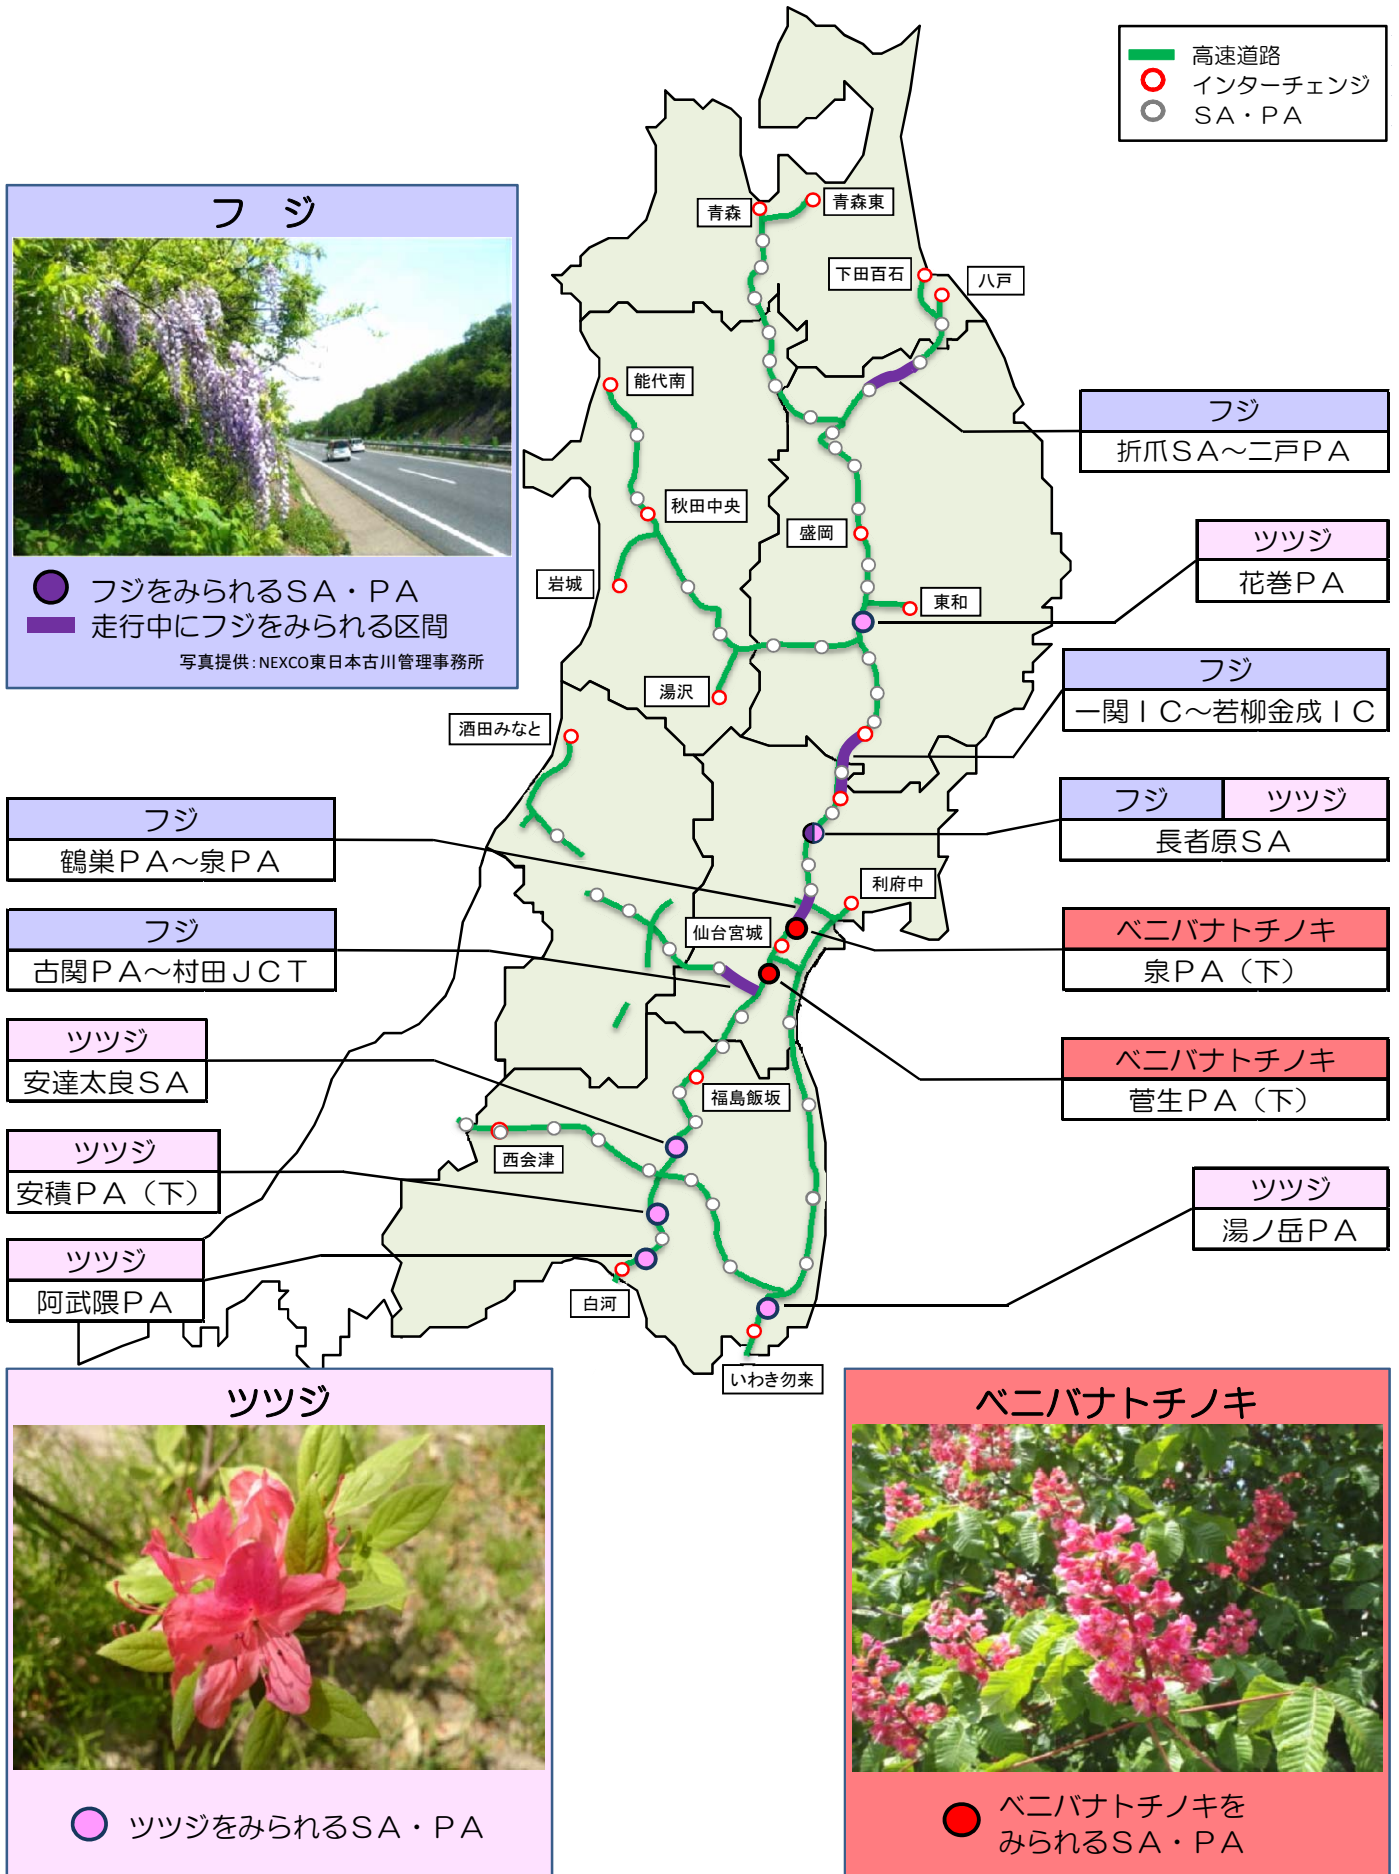 高速道路
インターチェンジ
ＳＡ・ＰＡ
フ ジ
フジをみられるＳＡ・ＰＡ
走行中にフジをみられる区間
写真提供：NEXCO東日本古川管理事務所
青森
青森東
下田百石
八戸
能代南
秋田中央
岩城
盛岡
東和
湯沢
酒田みなと
利府中
仙台宮城
福島飯坂
西会津
白河
いわき勿来
フジ
折爪ＳＡ～二戸ＰＡ
ツツジ
花巻ＰＡ
フジ
一関ＩＣ～若柳金成ＩＣ
フジ ツツジ
長者原ＳＡ
ベニバナトチノキ
泉ＰＡ（下）
ベニバナトチノキ
菅生ＰＡ（下）
ツツジ
湯ノ岳ＰＡ
フジ
鶴巣ＰＡ～泉ＰＡ
フジ
古関ＰＡ～村田ＪＣＴ
ツツジ
安達太良ＳＡ
ツツジ
安積ＰＡ（下）
ツツジ
阿武隈ＰＡ
ツツジ
ツツジをみられるＳＡ・ＰＡ
ベニバナトチノキ
ベニバナトチノキを
みられるＳＡ・ＰＡ